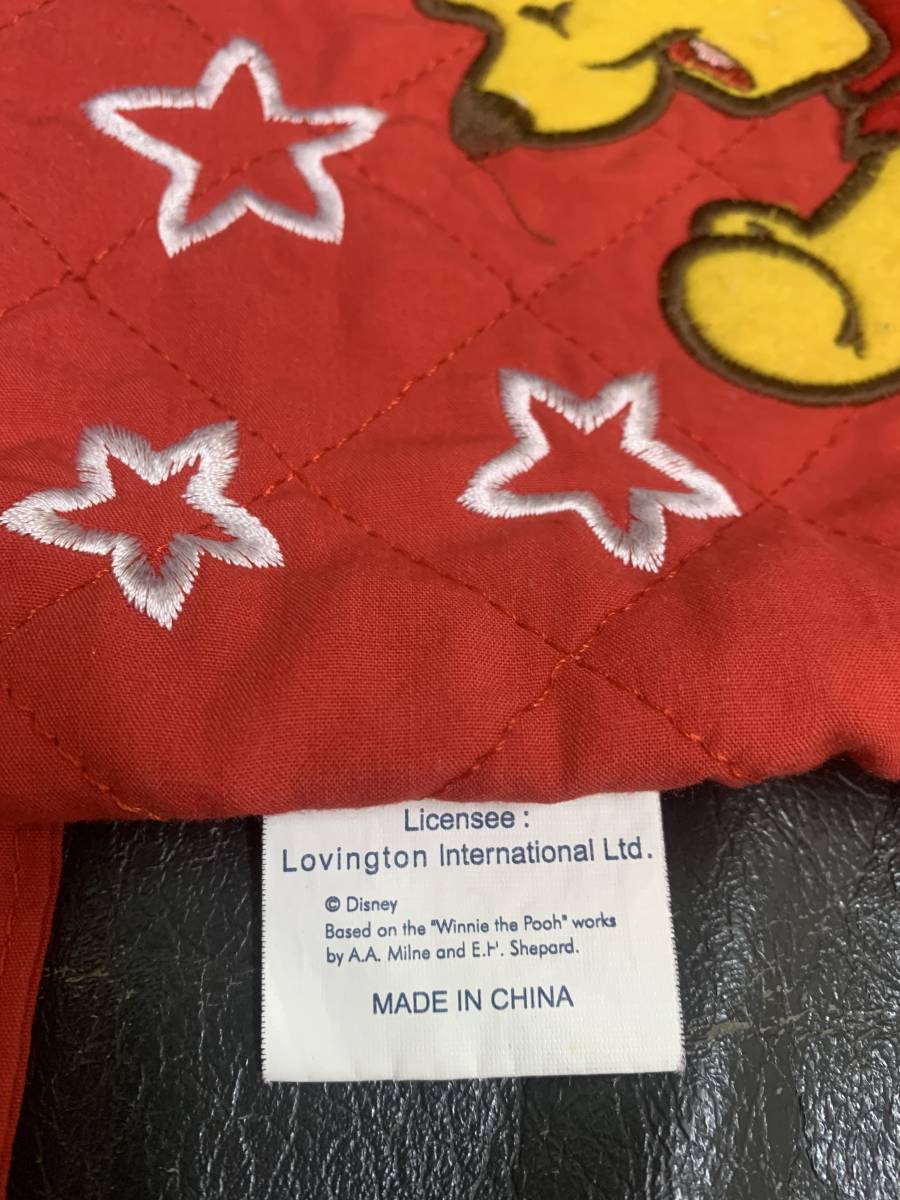 Licensee :
Lovington International Ltd.
© Disney
Based on the "Winnie the Pooh" works
by A.A. Milne and E.H. Shepard.
MADE IN CHINA